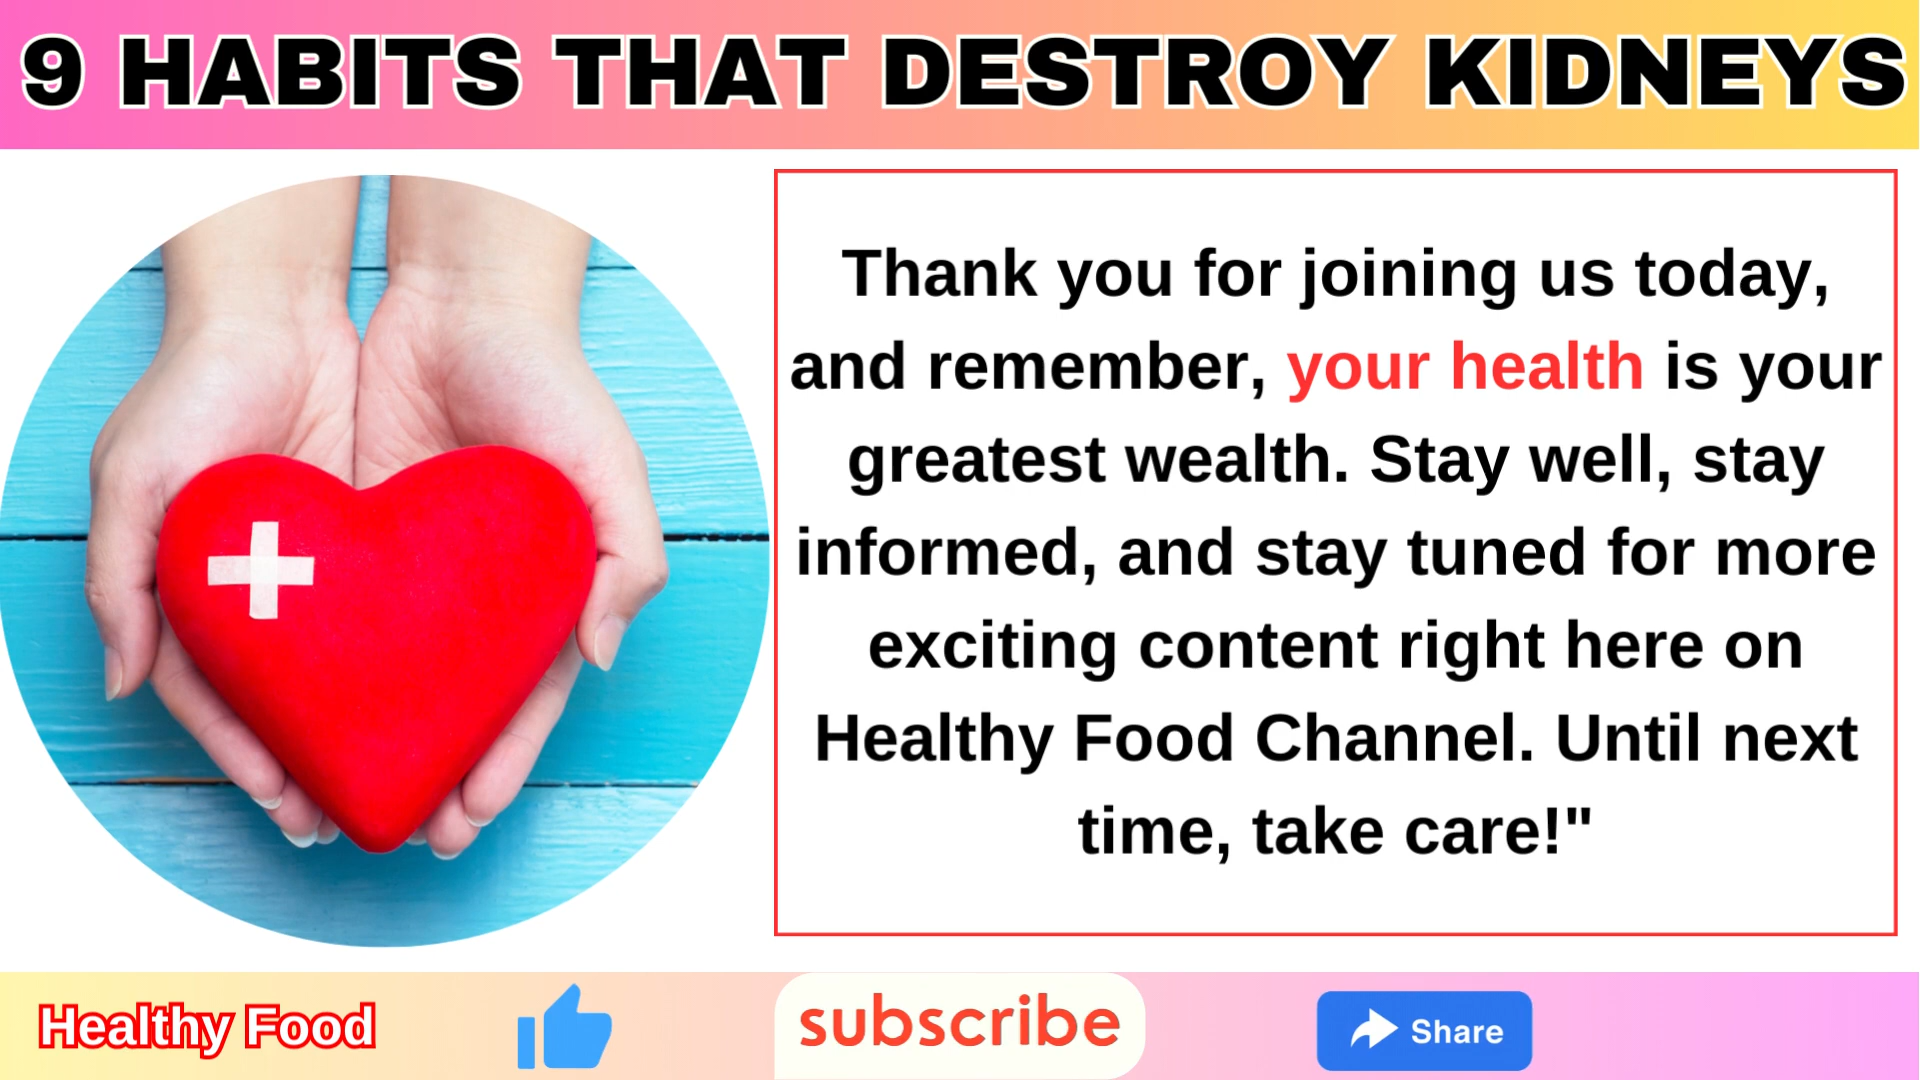 9 HABITS THAT DESTROY KIDNEYS
Thank you for joining us today,
and remember, your health is your
greatest wealth. Stay well, stay
informed, and stay tuned for more
exciting content right here on
Healthy Food Channel. Until next
time, take care!"
Healthy Food
subscribe
Share